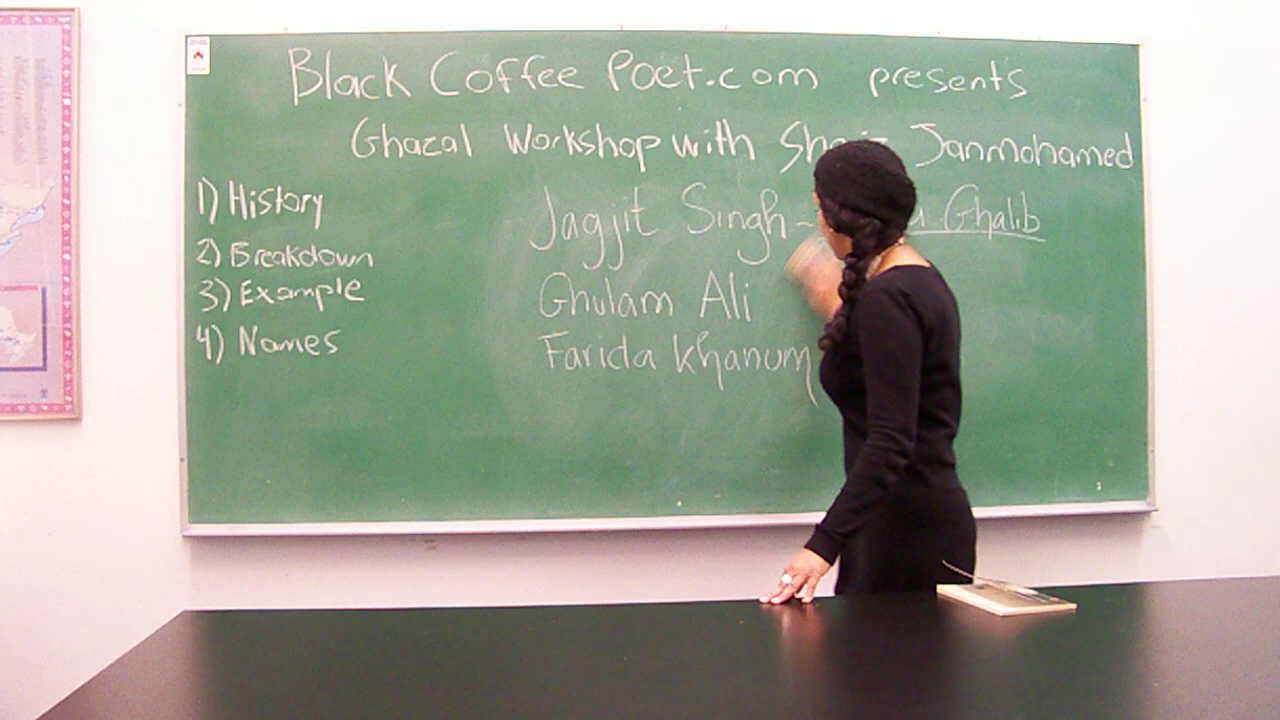 Black Coffee Poet.com presents
Ghazal Workshop with Janmohamed
1) History
2) Breakdown
3) Example
4) Names
Jagjit Singh - Ghalib
Ghulam Ali
Farida Khanum